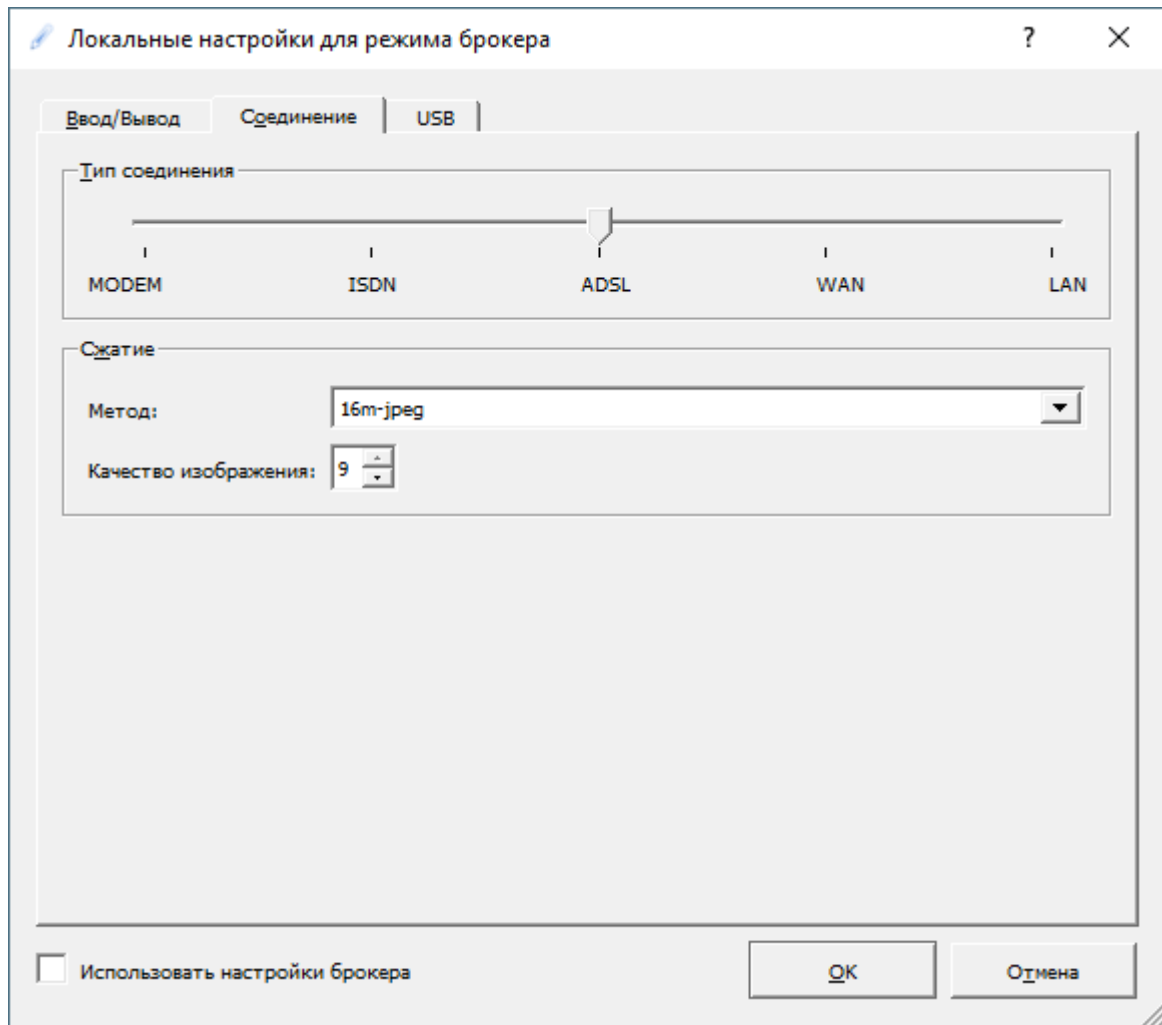 Локальные настройки для режима брокера ?
Ввод/Вывод Соединение USB
Тип соединения
MODEM ISDN ADSL WAN LAN
Сжатие
Метод: 16m-jpeg
Качество изображения: 9
Использовать настройки брокера OK Отмена